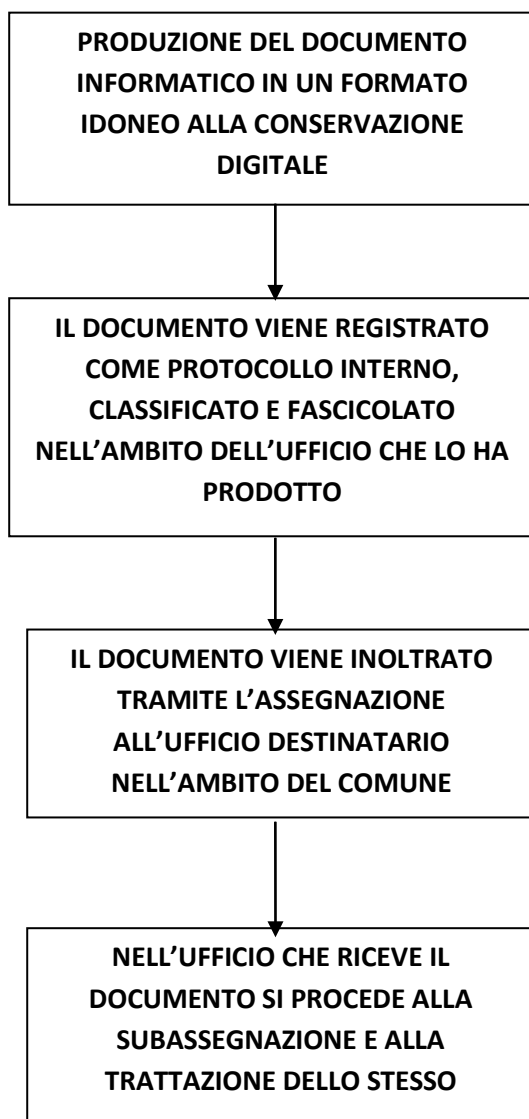 PRODUZIONE DEL DOCUMENTO
INFORMATICO IN UN FORMATO
IDONEO ALLA CONSERVAZIONE
DIGITALE
IL DOCUMENTO VIENE REGISTRATO
COME PROTOCOLLO INTERNO,
CLASSIFICATO E FASCICOLATO
NELL’AMBITO DELL’UFFICIO CHE LO HA
PRODOTTO
IL DOCUMENTO VIENE INOLTRATO
TRAMITE L’ASSEGNAZIONE
ALL’UFFICIO DESTINATARIO
NELL’AMBITO DEL COMUNE
NELL’UFFICIO CHE RICEVE IL
DOCUMENTO SI PROCEDE ALLA
SUBASSEGNAZIONE E ALLA
TRATTAZIONE DELLO STESSO